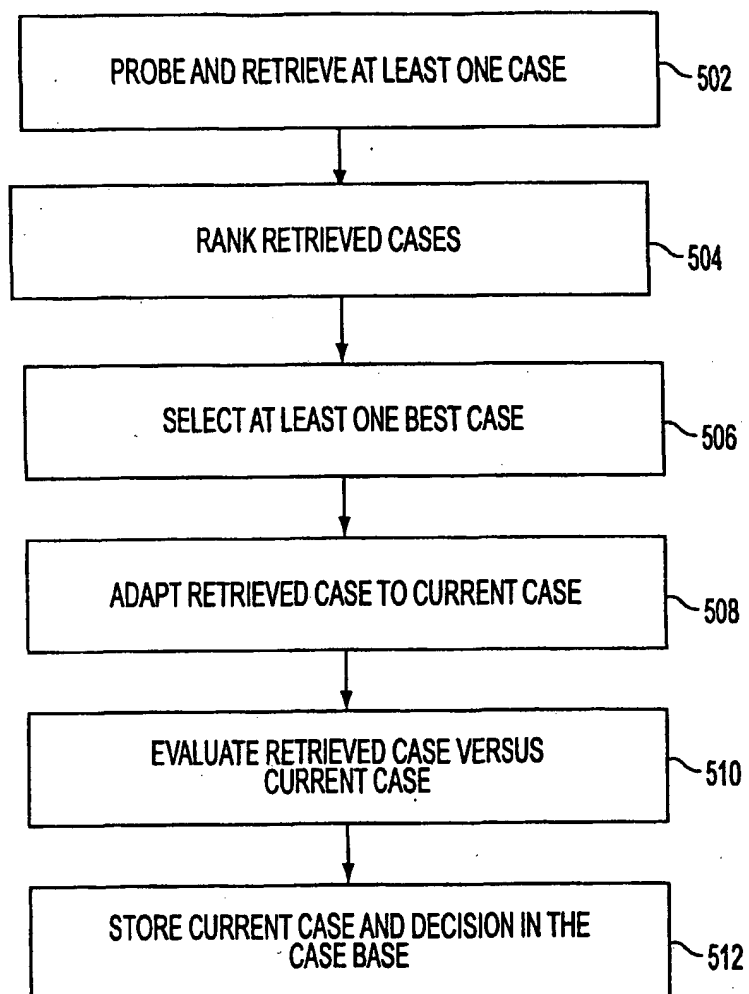 PROBE AND RETRIEVE AT LEAST ONE CASE
502
RANK RETRIEVED CASES
504
SELECT AT LEAST ONE BEST CASE
506
ADAPT RETRIEVED CASE TO CURRENT CASE
508
EVALUATE RETRIEVED CASE VERSUS
CURRENT CASE
510
STORE CURRENT CASE AND DECISION IN THE
CASE BASE
512